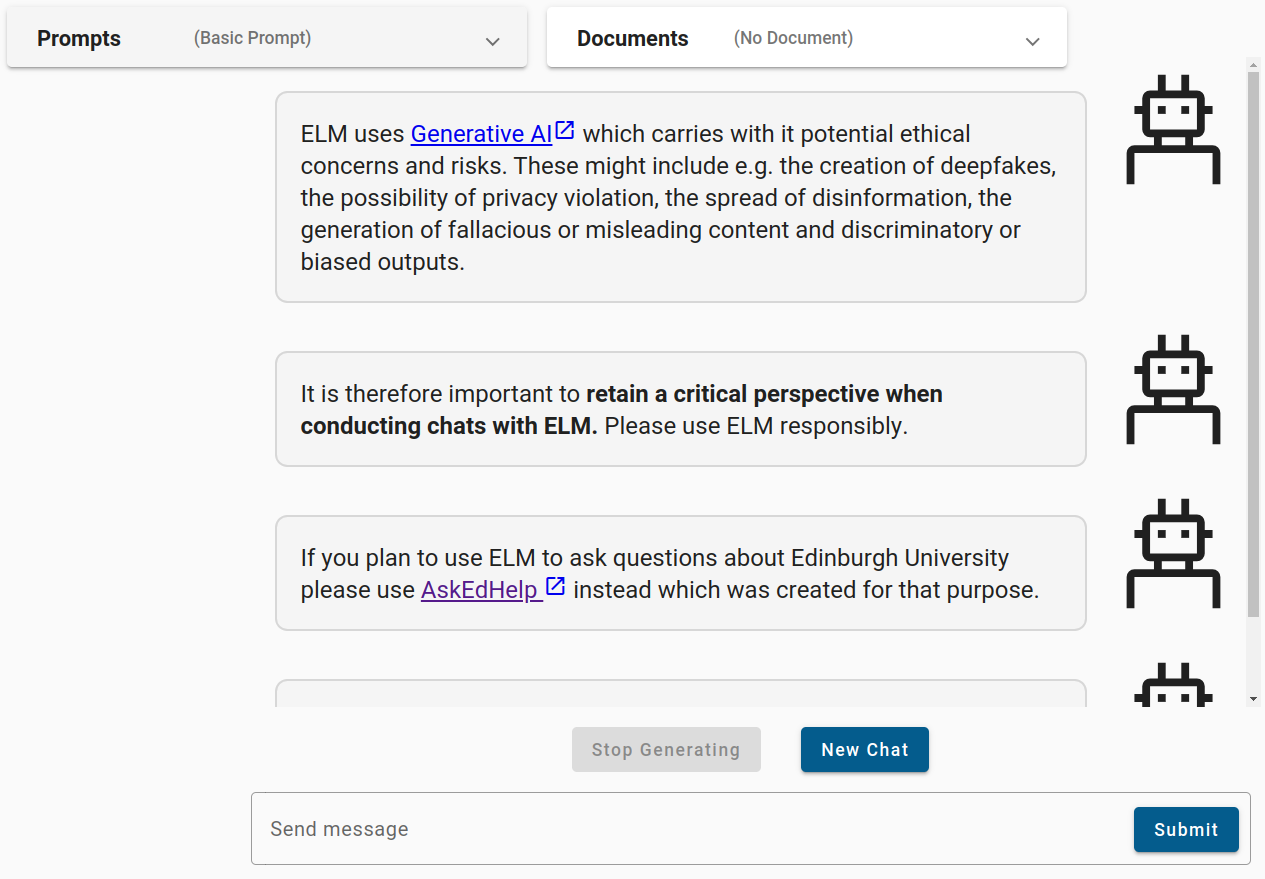 Prompts (Basic Prompt)
Documents (No Document)
ELM uses Generative AI which carries with it potential ethical
concerns and risks. These might include e.g. the creation of deepfakes,
the possibility of privacy violation, the spread of disinformation, the
generation of fallacious or misleading content and discriminatory or
biased outputs.
It is therefore important to retain a critical perspective when
conducting chats with ELM. Please use ELM responsibly.
If you plan to use ELM to ask questions about Edinburgh University
please use AskEdHelp instead which was created for that purpose.
Stop Generating
New Chat
Send message
Submit